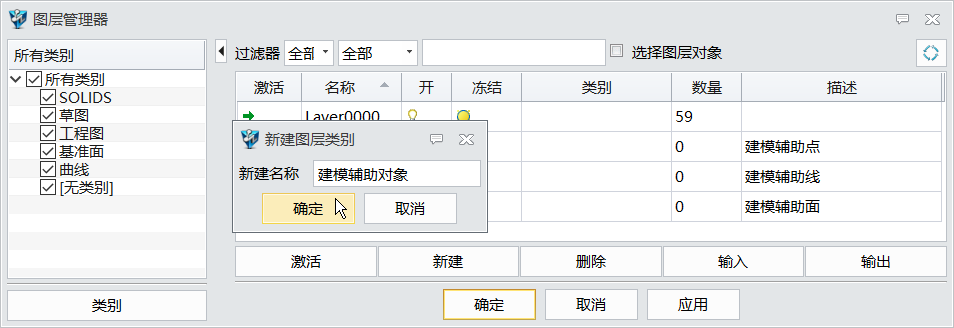 图层管理器
所有类别
所有类别
SOLIDS
草图
工程图
基准面
曲线
[无类别]
类别
过滤器 全部 全部 选择图层对象
激活 名称 开 冻结 类别 数量 描述
Layer0000 59
0 建模辅助点
0 建模辅助线
0 建模辅助面
新建图层类别
新建名称 建模辅助对象
确定 取消
激活 新建 删除 输入 输出
确定 取消 应用